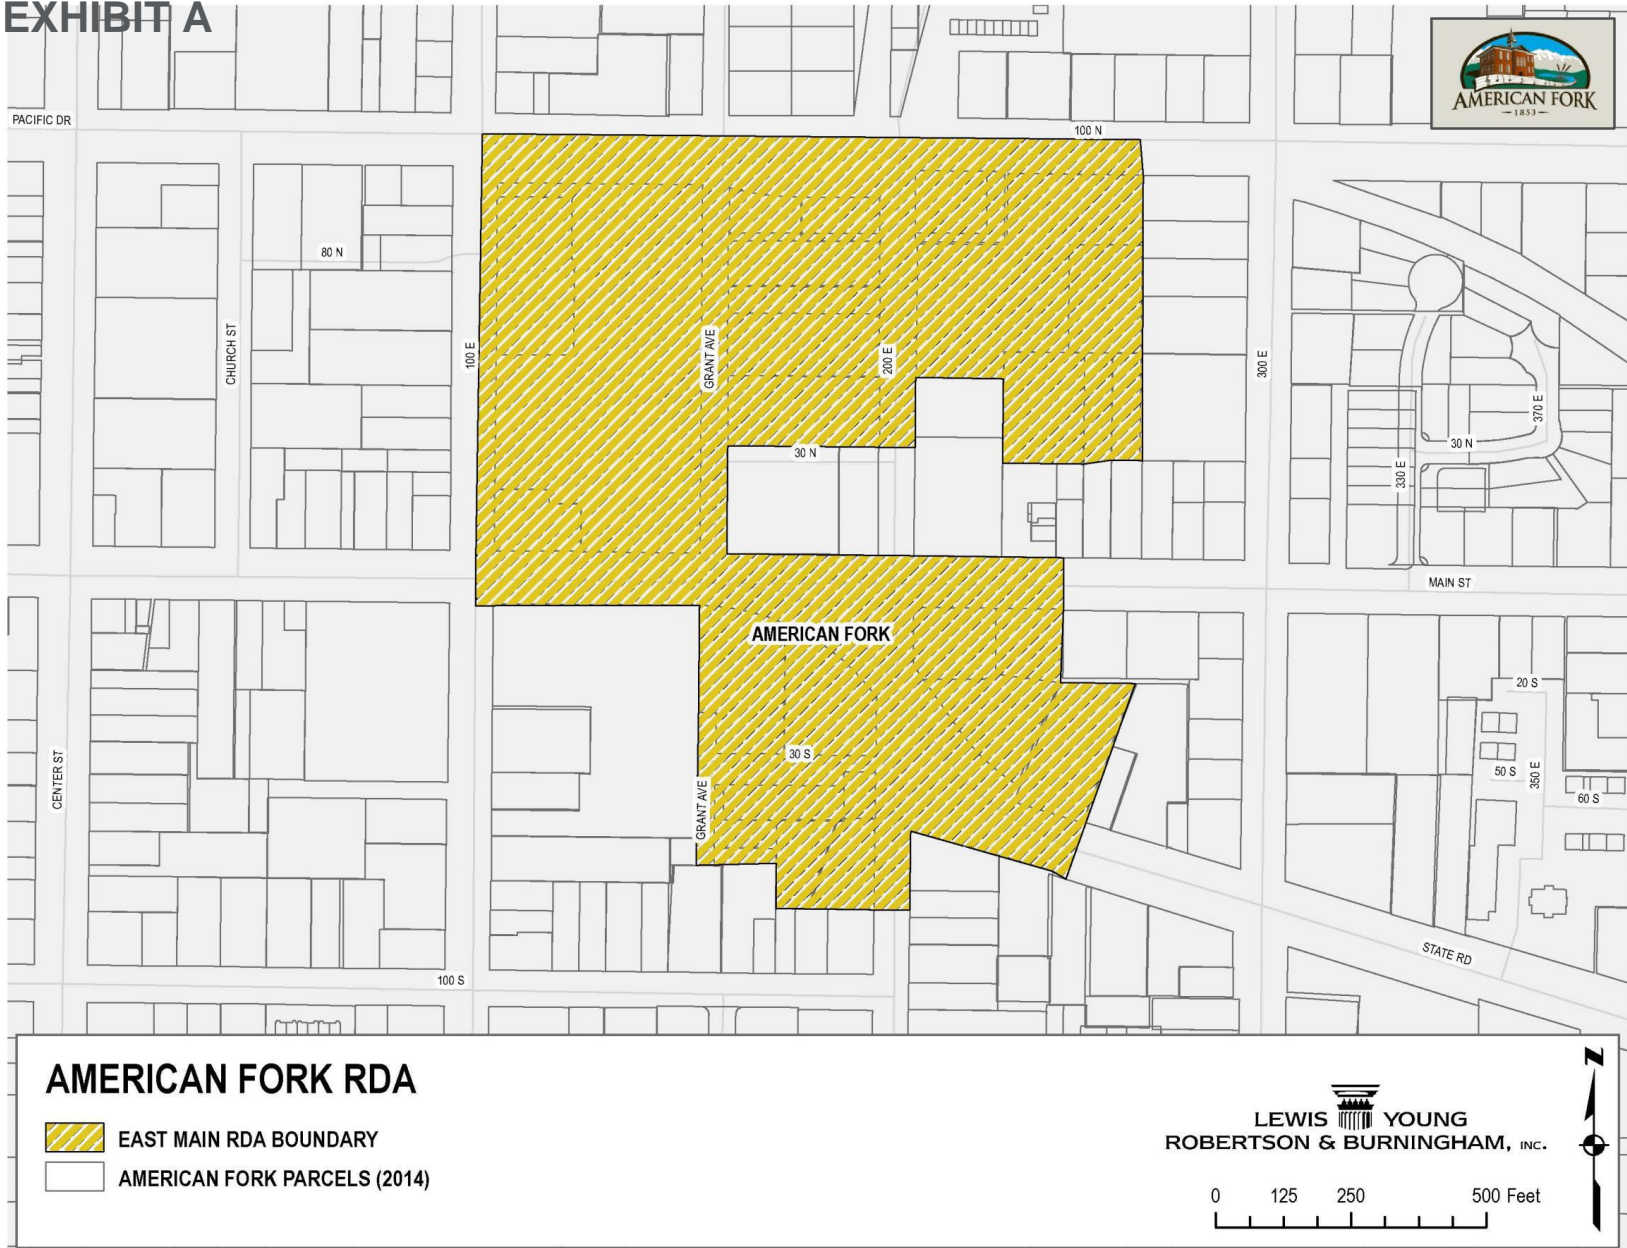 EXHIBIT A
AMERICAN FORK
1853
PACIFIC DR
100 N
80 N
CHURCH ST
100 E
GRANT AVE
200 E
300 E
370 E
30 N
330 E
30 N
MAIN ST
AMERICAN FORK
20 S
30 S
50 S
350 E
60 S
CENTER ST
GRANT AVE
STATE RD
100 S
AMERICAN FORK RDA
EAST MAIN RDA BOUNDARY
AMERICAN FORK PARCELS (2014)
LEWIS YOUNG
ROBERTSON & BURNINGHAM, INC.
0 125 250 500 Feet
N